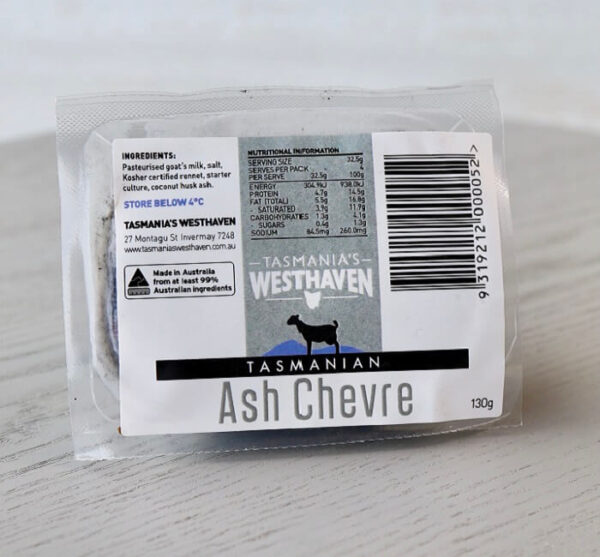 INGREDIENTS:
Pasteurised goat's milk, salt,
Kosher certified rennet, starter
culture, coconut husk ash.
STORE BELOW 4°C
TASMANIA'S WESTHAVEN
27 Montagu St Invermay 7248
www.tasmaniaswesthaven.com.au
Made in Australia
from at least 99%
Australian ingredients
NUTRITIONAL INFORMATION
SERVING SIZE 32.5g
SERVES PER PACK 4
PER SERVE 32.5g 100g
ENERGY 304.9kJ 938.0kJ
PROTEIN 4.7g 14.5g
FAT (TOTAL) 5.5g 16.8g
- SATURATED 3.9g 11.9g
CARBOHYDRATES 1.3g 4.1g
- SUGARS 0.4g 1.3g
SODIUM 84.5mg 260.0mg
TASMANIA'S
WESTHAVEN
TASMANIAN
Ash Chevre
130g
9 319212 000052 >